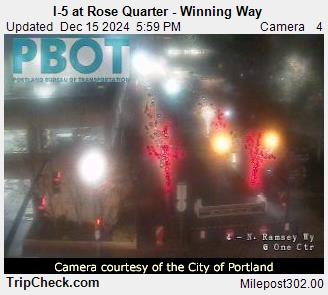 I-5 at Rose Quarter - Winning Way
Updated Dec 15 2024 5:59 PM Camera 4
PBOT
PORTLAND BUREAU OF TRANSPORTATION
4 - N. Ramsey Wy
@ One Ctr
Camera courtesy of the City of Portland
TripCheck.com Milepost302.00